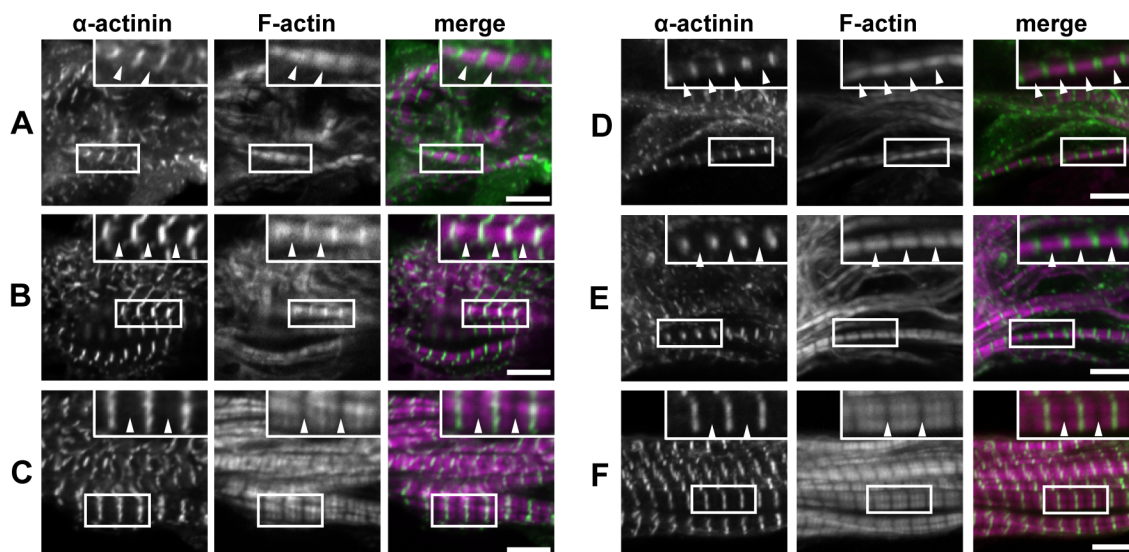 α-actinin F-actin merge
A
B
C
α-actinin F-actin merge
D
E
F